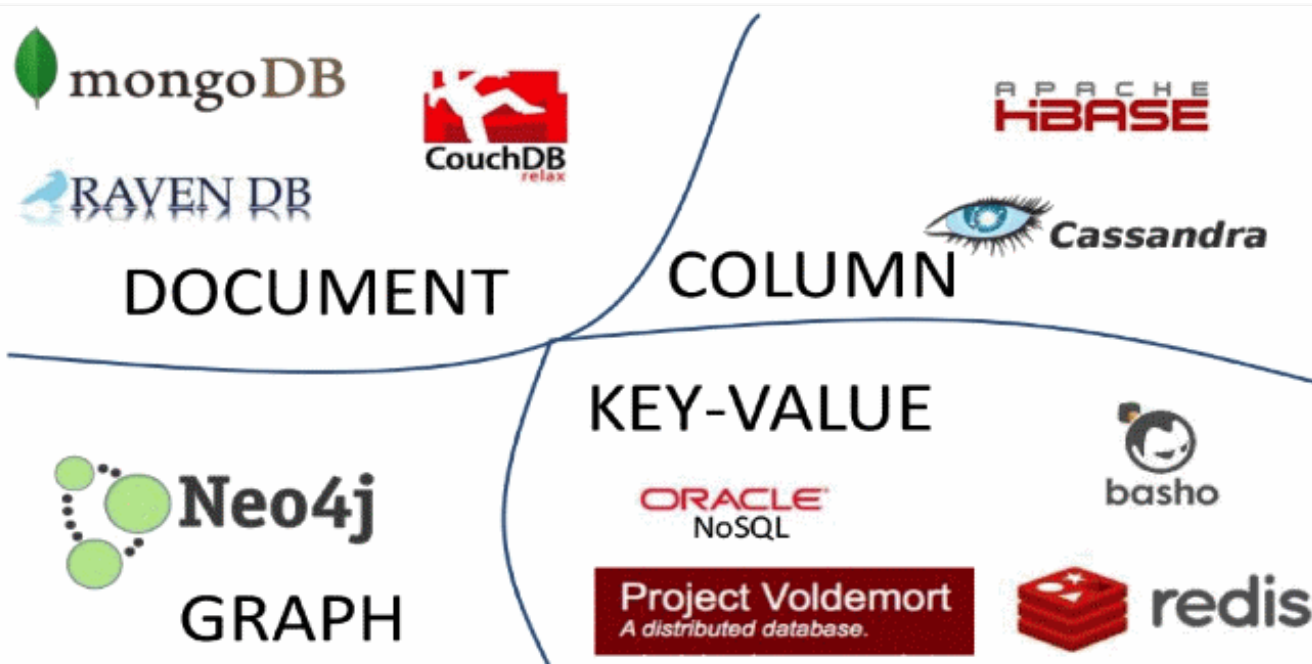 mongoDB
CouchDB
relax
RAVEN DB
DOCUMENT
APACHE
HBASE
Cassandra
COLUMN
KEY-VALUE
basho
ORACLE
NoSQL
Project Voldemort
A distributed database.
redis
Neo4j
GRAPH